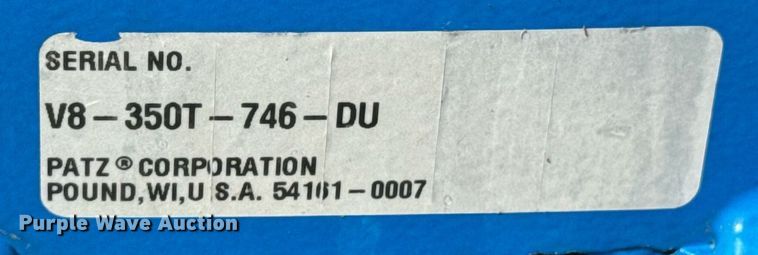 SERIAL NO.
V8-350T-746-DU
PATZ ® CORPORATION
POUND, WI, U.S.A. 54161-0007
Purple Wave Auction